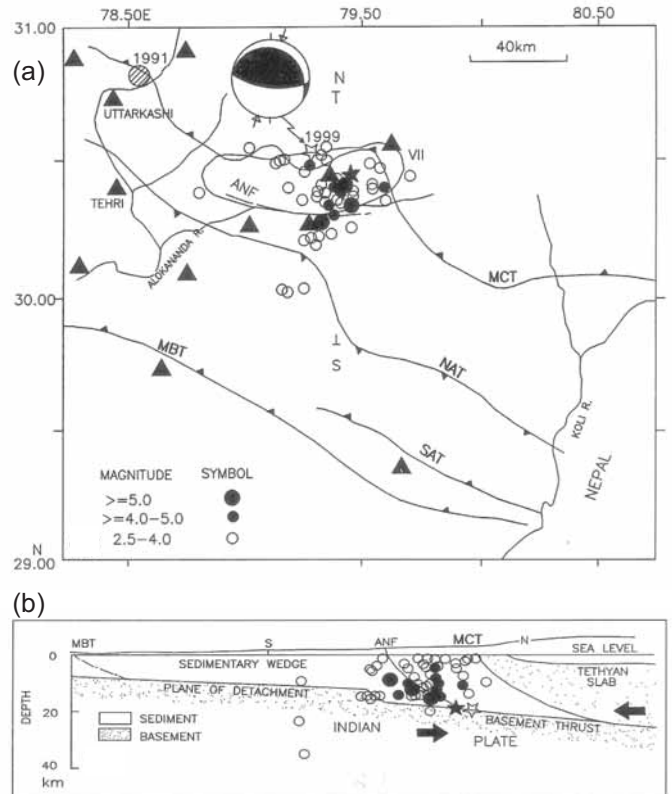 78.50E 79.50 80.50
31.00
(a)
1991
40km
N
T
UTTARKASHI
1999
VII
ANF
TEHRI
ALOKANANDA R.
MCT
30.00
MBT
T
S
NAT
KOLI R.
SAT
NEPAL
MAGNITUDE SYMBOL
>=5.0
>=4.0-5.0
2.5-4.0
N
29.00
(b)
MBT S ANF MCT N
0 SEA LEVEL
SEDIMENTARY WEDGE TETHYAN
SLAB
PLANE OF DETACHMENT
DEPTH
20
SEDIMENT INDIAN BASEMENT THRUST
BASEMENT PLATE
40
km